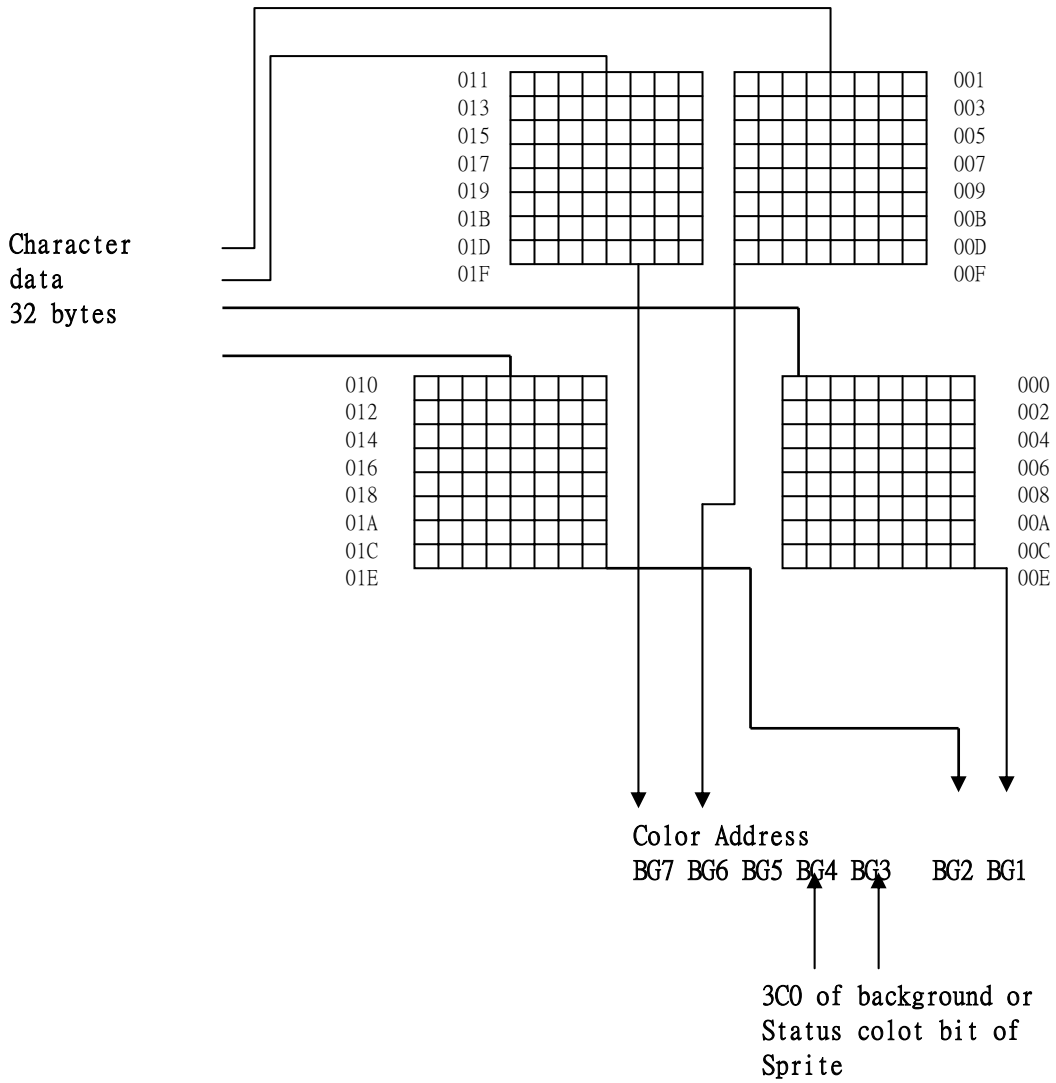 011
013
015
017
019
01B
01D
01F
001
003
005
007
009
00B
00D
00F
Character
data
32 bytes
010
012
014
016
018
01A
01C
01E
000
002
004
006
008
00A
00C
00E
Color Address
BG7 BG6 BG5 BG4 BG3 BG2 BG1
3C0 of background or
Status colot bit of
Sprite